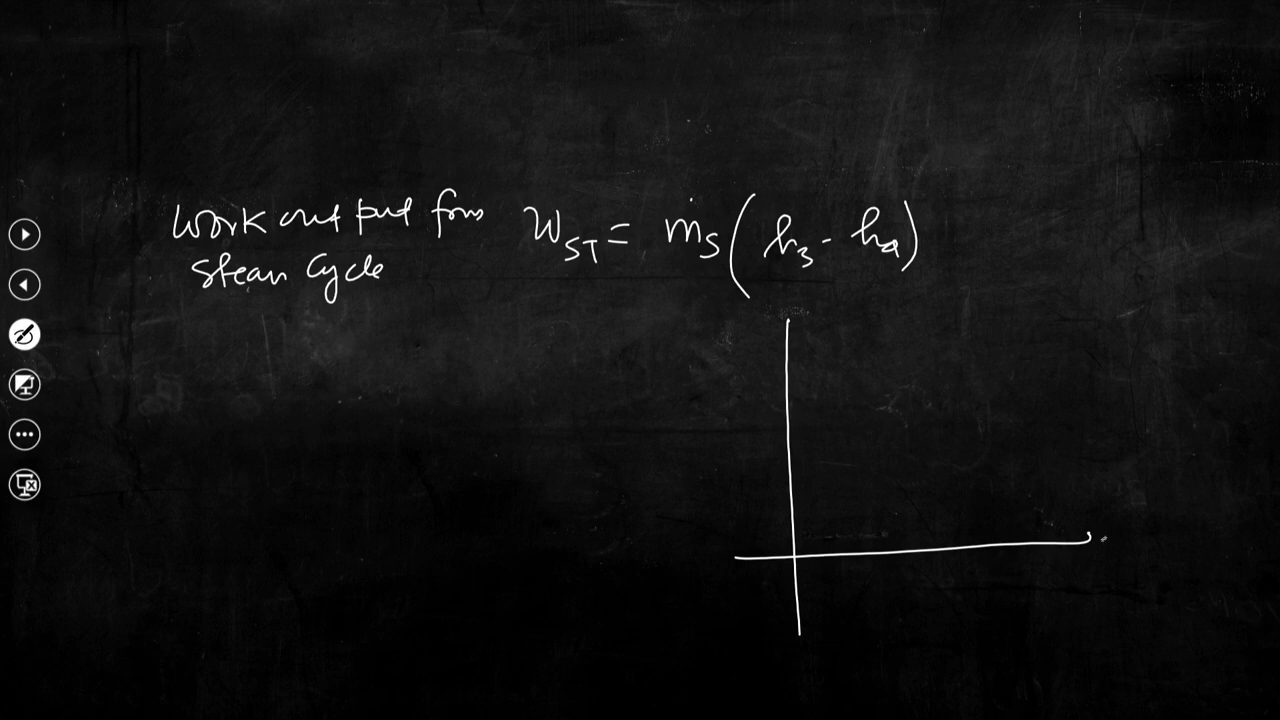 Work out put from W_ST = ṁ_s (h_3 - h_4)
steam Cycle